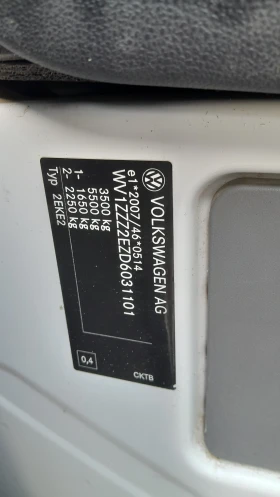 VOLKSWAGEN AG
e1*2007/46*0514
WV1ZZZ2EZD6031101
3500 kg
5500 kg
1- 1650 kg
2- 2250 kg
Typ 2EKE2
0,4
CKTB